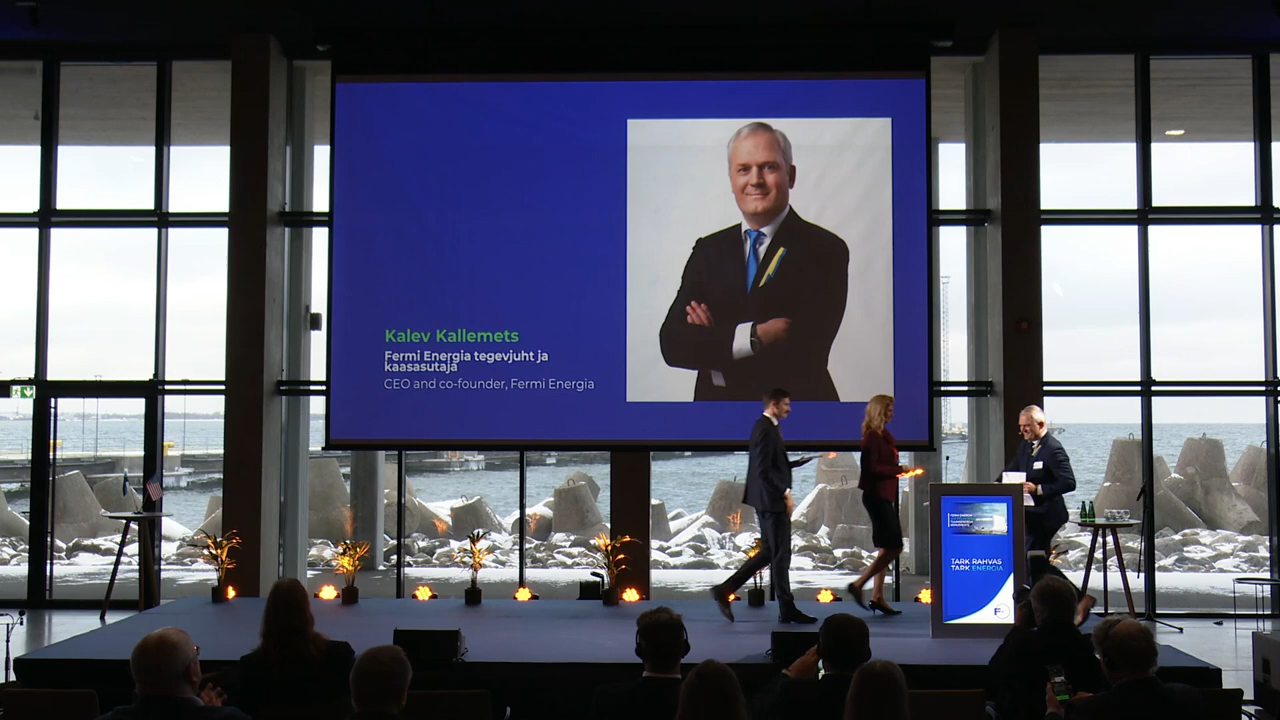 Kalev Kallemets
Fermi Energia tegevjuht ja
kaasasutaja
CEO and co-founder, Fermi Energia
TARK RAHVAS
TARK ENERGIA
F